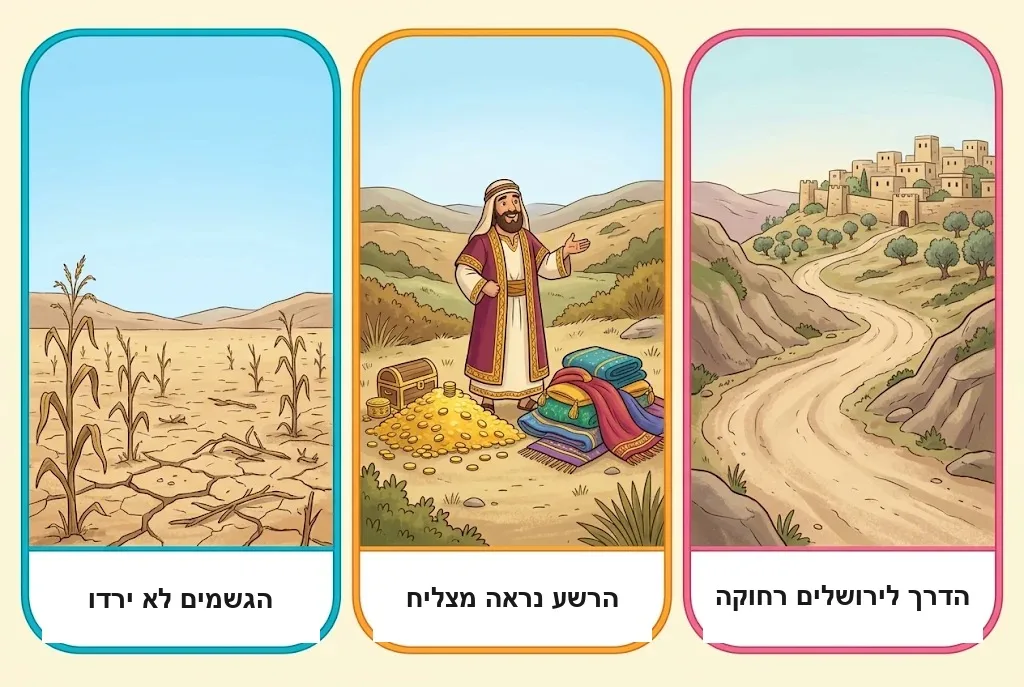 הדרך לירושלים רחוקה
הרשע נראה מצליח
הגשמים לא ירדו